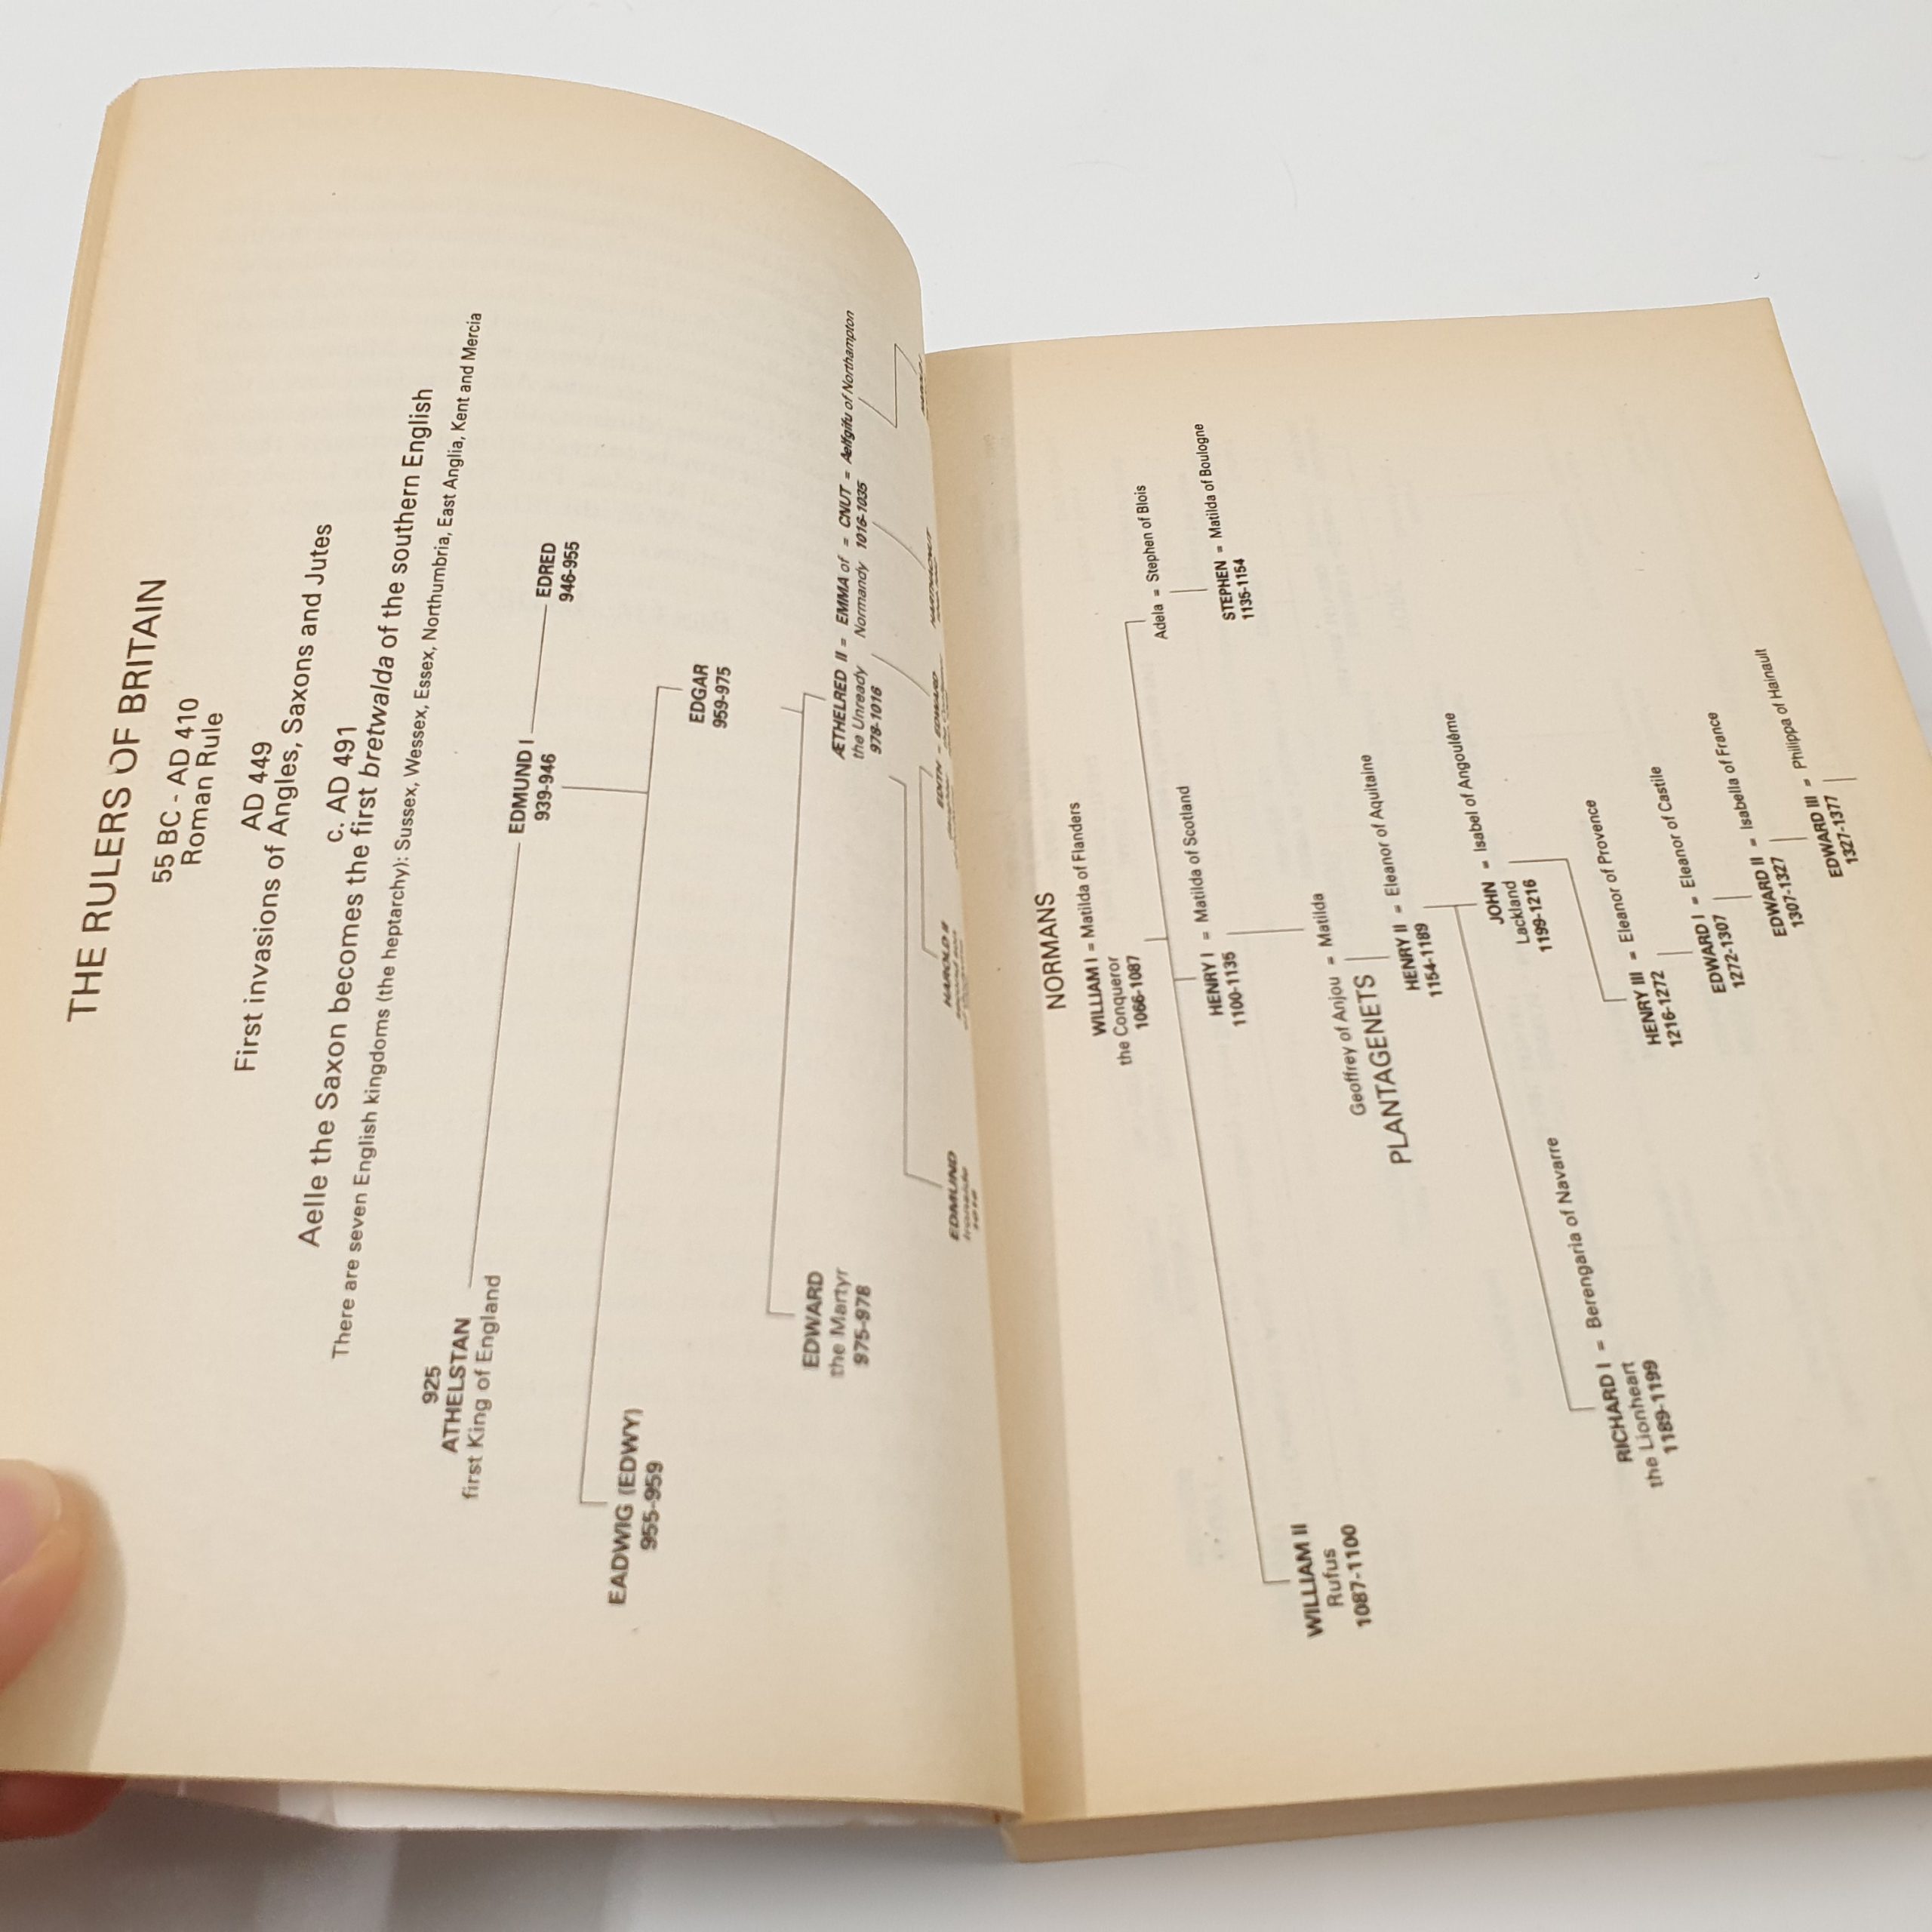 THE RULERS OF BRITAIN
55 BC - AD 410
Roman Rule
AD 449
First invasions of Angles, Saxons and Jutes
c. AD 491
Aelle the Saxon becomes the first bretwalda of the southern English
There are seven English kingdoms (the heptarchy): Sussex, Wessex, Essex, Northumbria, East Anglia, Kent and Mercia
925
ATHELSTAN
first King of England
EDMUND I
939-946
EDRED
946-955
EADWIG (EDWY)
955-959
EDGAR
959-975
EDWARD
the Martyr
975-978
ÆTHELRED II = EMMA of = CNUT = Aelfgifu of Northampton
the Unready Normandy 1016-1035
978-1016
EDMUND
Ironside
1016
HAROLD II
EDITH = EDWARD
NORMANS
WILLIAM I = Matilda of Flanders
the Conqueror
1066-1087
WILLIAM II
Rufus
1087-1100
HENRY I = Matilda of Scotland
1100-1135
Adela = Stephen of Blois
STEPHEN = Matilda of Boulogne
1135-1154
Geoffrey of Anjou = Matilda
PLANTAGENETS
HENRY II = Eleanor of Aquitaine
1154-1189
RICHARD I = Berengaria of Navarre
the Lionheart
1189-1199
JOHN = Isabel of Angoulême
Lackland
1199-1216
HENRY III = Eleanor of Provence
1216-1272
EDWARD I = Eleanor of Castile
1272-1307
EDWARD II = Isabella of France
1307-1327
EDWARD III = Philippa of Hainault
1327-1377